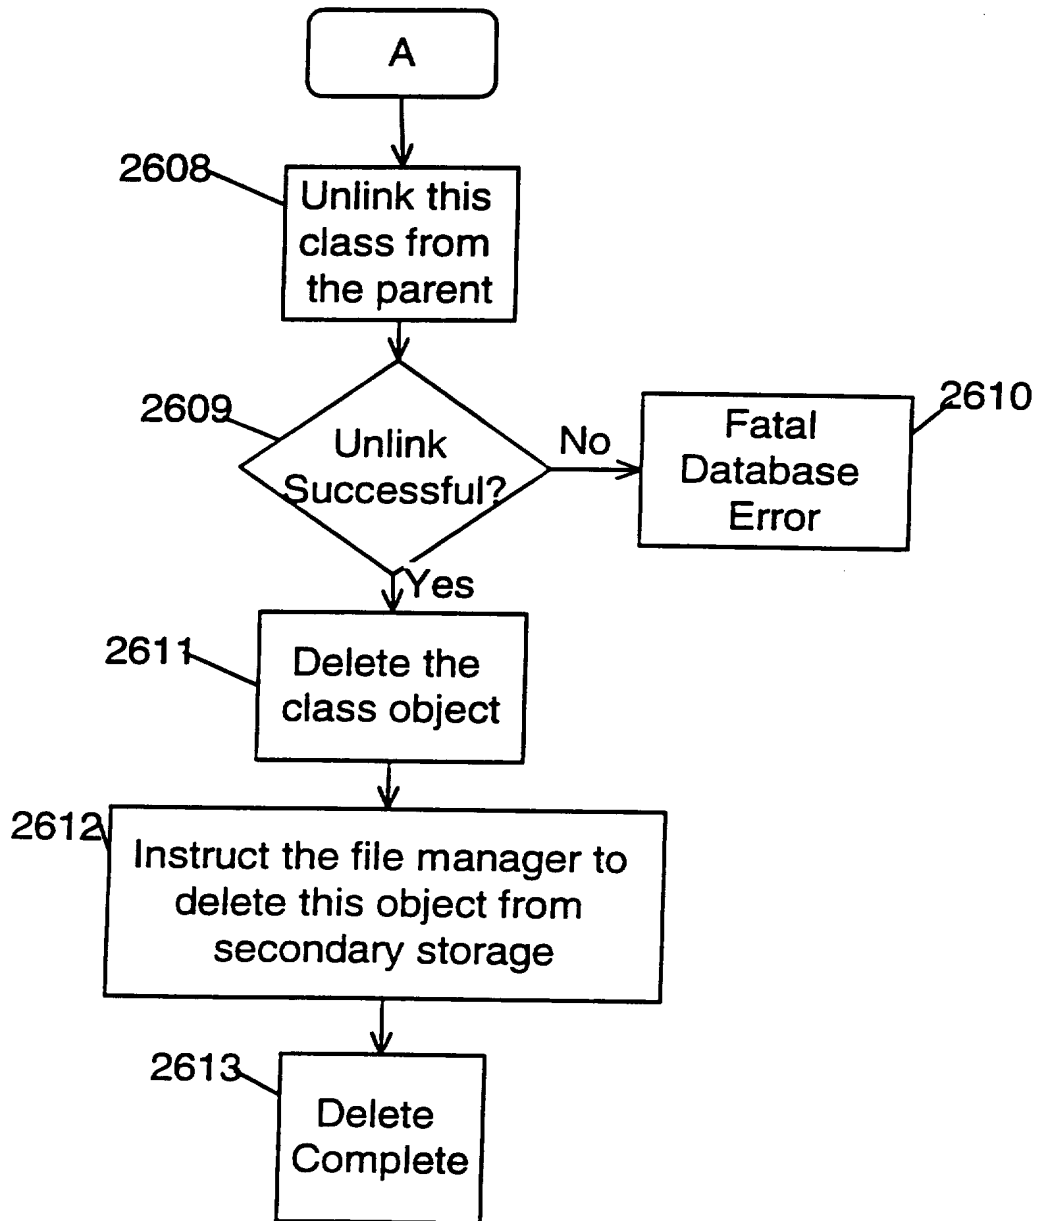 A
2608
Unlink this
class from
the parent
2609
Unlink
Successful?
No
2610
Fatal
Database
Error
Yes
2611
Delete the
class object
2612
Instruct the file manager to
delete this object from
secondary storage
2613
Delete
Complete